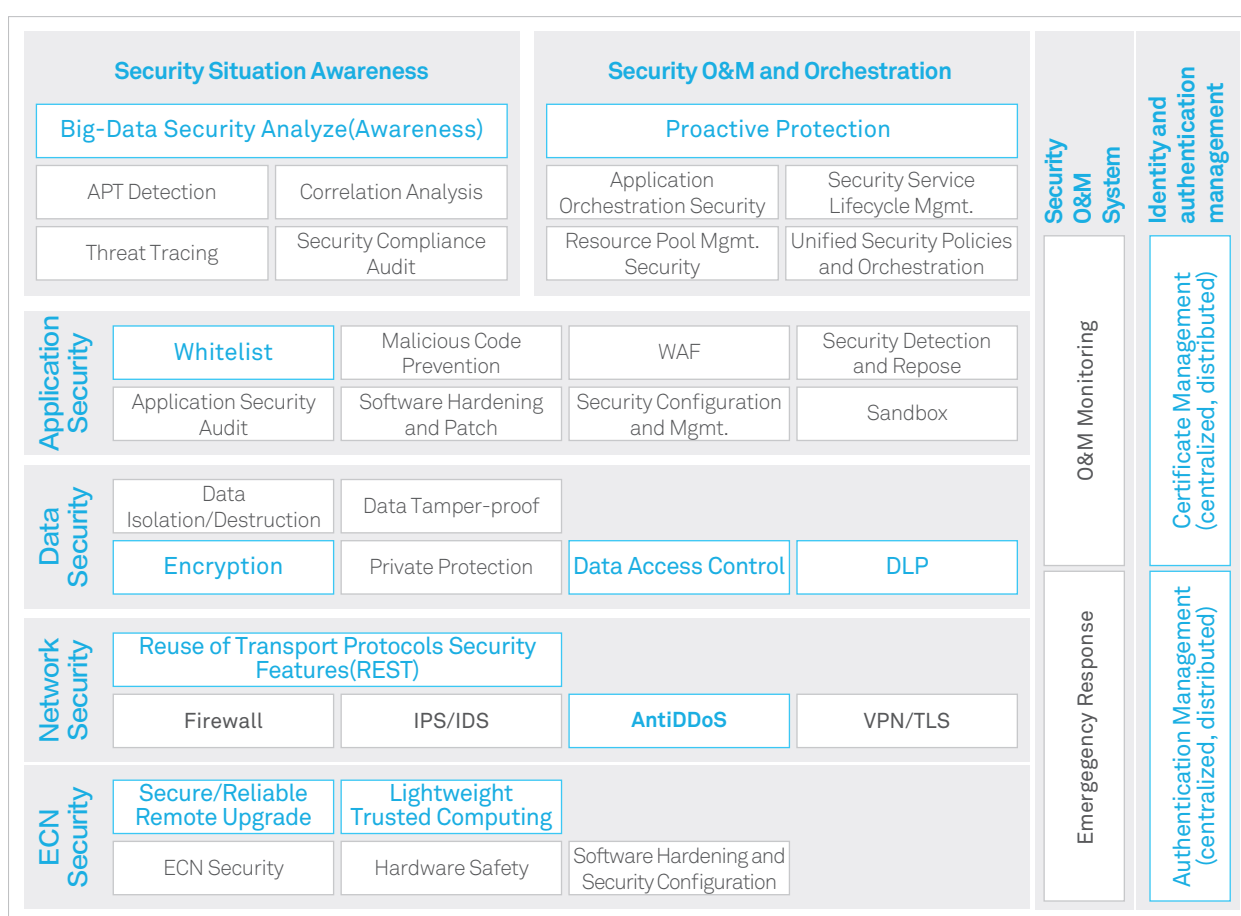 Security Situation Awareness
Big-Data Security Analyze(Awareness)
APT Detection
Correlation Analysis
Threat Tracing
Security Compliance
Audit
Security O&M and Orchestration
Proactive Protection
Application
Orchestration Security
Security Service
Lifecycle Mgmt.
Resource Pool Mgmt.
Security
Unified Security Policies
and Orchestration
Application
Security
Whitelist
Malicious Code
Prevention
WAF
Security Detection
and Repose
Application Security
Audit
Software Hardening
and Patch
Security Configuration
and Mgmt.
Sandbox
Data
Security
Data
Isolation/Destruction
Data Tamper-proof
Encryption
Private Protection
Data Access Control
DLP
Network
Security
Reuse of Transport Protocols Security
Features(REST)
Firewall
IPS/IDS
AntiDDoS
VPN/TLS
ECN
Security
Secure/Reliable
Remote Upgrade
Lightweight
Trusted Computing
ECN Security
Hardware Safety
Software Hardening and
Security Configuration
Security
O&M
System
O&M Monitoring
Emergegency Response
Identity and
authentication
management
Certificate Management
(centralized, distributed)
Authentication Management
(centralized, distributed)